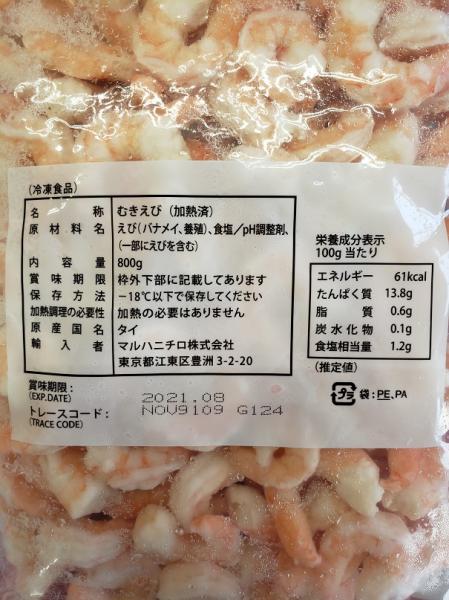 (冷凍食品)
名称 むきえび (加熱済)
原材料名 えび(バナメイ、養殖)、食塩／pH調整剤、
(一部にえびを含む)
内容量 800g
賞味期限 枠外下部に記載してあります
保存方法 −18℃以下で保存してください
加熱調理の必要性 加熱の必要はありません
原産国名 タイ
輸入者 マルハニチロ株式会社
東京都江東区豊洲 3-2-20
賞味期限: 2021.08
(EXP.DATE)
トレースコード: NOV9109 G124
(TRACE CODE)
栄養成分表示
100g 当たり
エネルギー 61kcal
たんぱく質 13.8g
脂質 0.6g
炭水化物 0.1g
食塩相当量 1.2g
(推定値)
プラ 袋:PE、PA